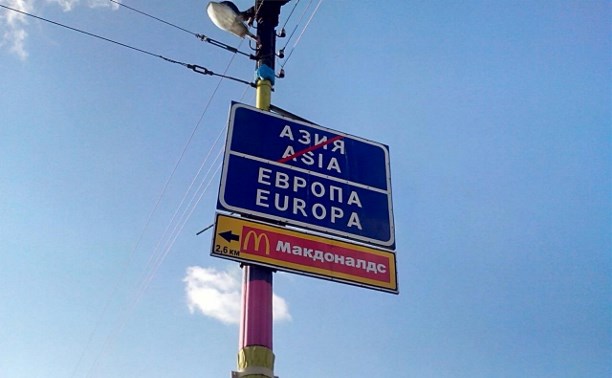 АЗИЯ
ASIA
ЕВРОПА
EUROPA
Макдоналдс
2,6 км